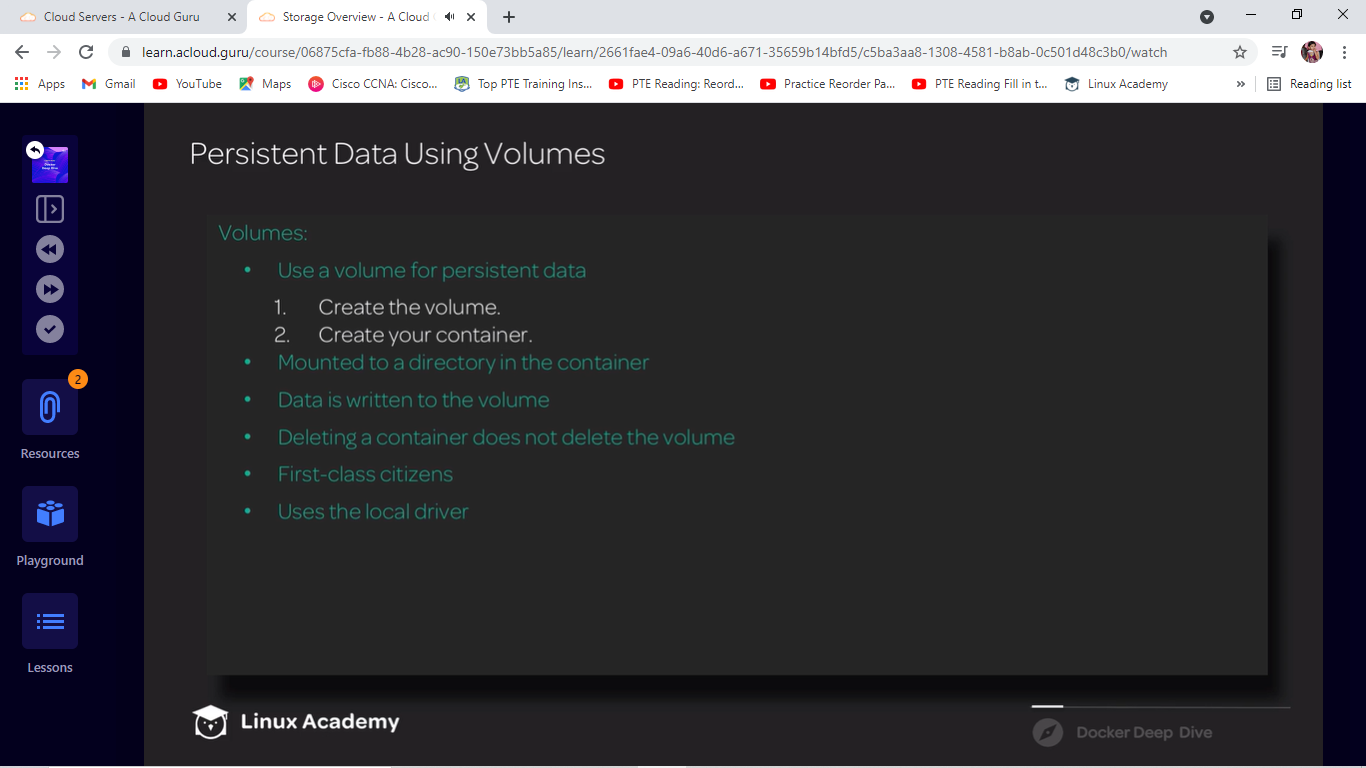 Cloud Servers - A Cloud Guru
Storage Overview - A Cloud
learn.acloud.guru/course/06875cfa-fb88-4b28-ac90-150e73bb5a85/learn/2661fae4-09a6-40d6-a671-35659b14bfd5/c5ba3aa8-1308-4581-b8ab-0c501d48c3b0/watch
Apps Gmail YouTube Maps Cisco CCNA: Cisco... Top PTE Training Ins... PTE Reading: Reord... Practice Reorder Pa... PTE Reading Fill in t... Linux Academy » Reading list
Persistent Data Using Volumes
Volumes:
• Use a volume for persistent data
1. Create the volume.
2. Create your container.
• Mounted to a directory in the container
• Data is written to the volume
• Deleting a container does not delete the volume
• First-class citizens
• Uses the local driver
2
Resources
Playground
Lessons
Linux Academy
Docker Deep Dive